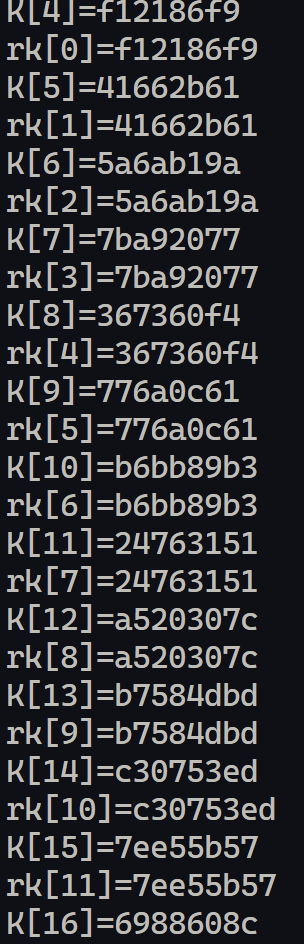 K[4]=f12186f9
rk[0]=f12186f9
K[5]=41662b61
rk[1]=41662b61
K[6]=5a6ab19a
rk[2]=5a6ab19a
K[7]=7ba92077
rk[3]=7ba92077
K[8]=367360f4
rk[4]=367360f4
K[9]=776a0c61
rk[5]=776a0c61
K[10]=b6bb89b3
rk[6]=b6bb89b3
K[11]=24763151
rk[7]=24763151
K[12]=a520307c
rk[8]=a520307c
K[13]=b7584dbd
rk[9]=b7584dbd
K[14]=c30753ed
rk[10]=c30753ed
K[15]=7ee55b57
rk[11]=7ee55b57
K[16]=6988608c